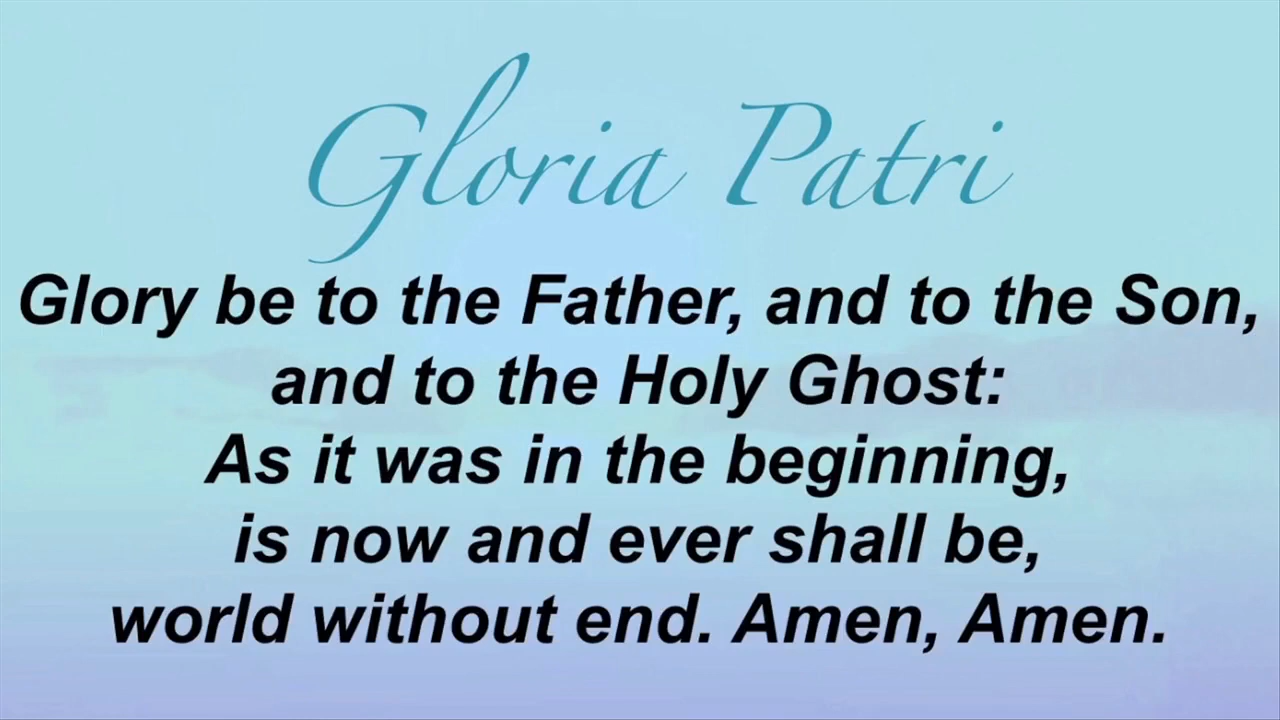 Gloria Patri
Glory be to the Father, and to the Son,
and to the Holy Ghost:
As it was in the beginning,
is now and ever shall be,
world without end. Amen, Amen.